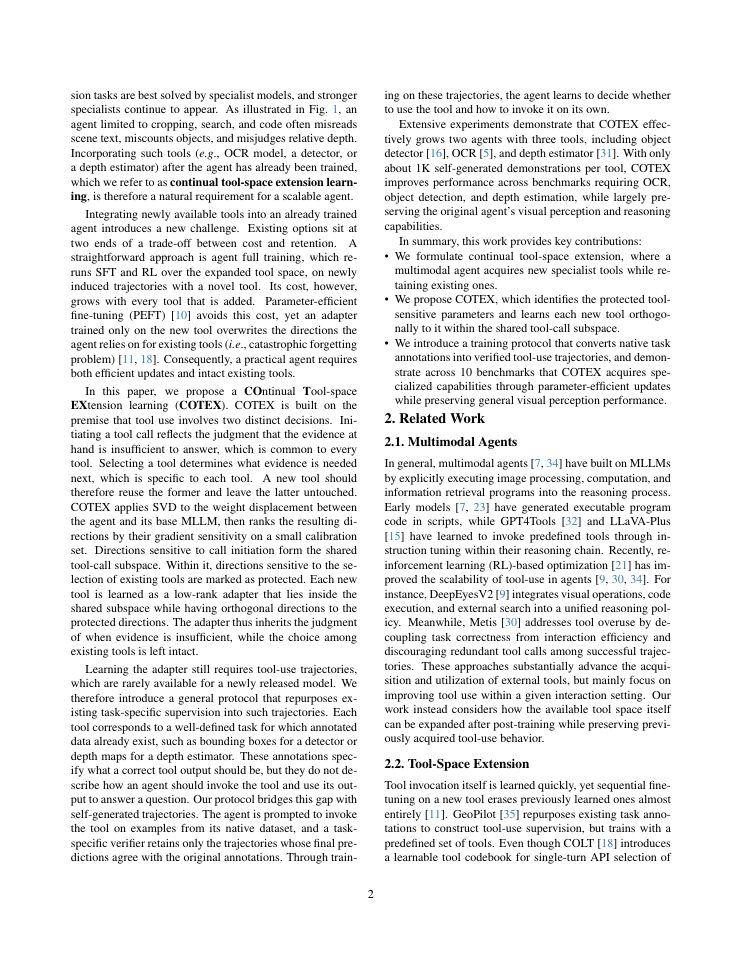 sion tasks are best solved by specialist models, and stronger
specialists continue to appear. As illustrated in Fig. 1, an
agent limited to cropping, search, and code often misreads
scene text, miscounts objects, and misjudges relative depth.
Incorporating such tools (e.g., OCR model, a detector, or
a depth estimator) after the agent has already been trained,
which we refer to as continual tool-space extension learn-
ing, is therefore a natural requirement for a scalable agent.
Integrating newly available tools into an already trained
agent introduces a new challenge. Existing options sit at
two ends of a trade-off between cost and retention. A
straightforward approach is agent full training, which re-
runs SFT and RL over the expanded tool space, on newly
induced trajectories with a novel tool. Its cost, however,
grows with every tool that is added. Parameter-efficient
fine-tuning (PEFT) [10] avoids this cost, yet an adapter
trained only on the new tool overwrites the directions the
agent relies on for existing tools (i.e., catastrophic forgetting
problem) [11, 18]. Consequently, a practical agent requires
both efficient updates and intact existing tools.
In this paper, we propose a COntinual Tool-space
EXtension learning (COTEX). COTEX is built on the
premise that tool use involves two distinct decisions. Ini-
tiating a tool call reflects the judgment that the evidence at
hand is insufficient to answer, which is common to every
tool. Selecting a tool determines what evidence is needed
next, which is specific to each tool. A new tool should
therefore reuse the former and leave the latter untouched.
COTEX applies SVD to the weight displacement between
the agent and its base MLLM, then ranks the resulting di-
rections by their gradient sensitivity on a small calibration
set. Directions sensitive to call initiation form the shared
tool-call subspace. Within it, directions sensitive to the se-
lection of existing tools are marked as protected. Each new
tool is learned as a low-rank adapter that lies inside the
shared subspace while having orthogonal directions to the
protected directions. The adapter thus inherits the judgment
of when evidence is insufficient, while the choice among
existing tools is left intact.
Learning the adapter still requires tool-use trajectories,
which are rarely available for a newly released model. We
therefore introduce a general protocol that repurposes ex-
isting task-specific supervision into such trajectories. Each
tool corresponds to a well-defined task for which annotated
data already exist, such as bounding boxes for a detector or
depth maps for a depth estimator. These annotations spec-
ify what a correct tool output should be, but they do not de-
scribe how an agent should invoke the tool and use its out-
put to answer a question. Our protocol bridges this gap with
self-generated trajectories. The agent is prompted to invoke
the tool on examples from its native dataset, and a task-
specific verifier retains only the trajectories whose final pre-
dictions agree with the original annotations. Through train-
ing on these trajectories, the agent learns to decide whether
to use the tool and how to invoke it on its own.
Extensive experiments demonstrate that COTEX effec-
tively grows two agents with three tools, including object
detector [16], OCR [5], and depth estimator [31]. With only
about 1K self-generated demonstrations per tool, COTEX
improves performance across benchmarks requiring OCR,
object detection, and depth estimation, while largely pre-
serving the original agent's visual perception and reasoning
capabilities.
In summary, this work provides key contributions:
• We formulate continual tool-space extension, where a
multimodal agent acquires new specialist tools while re-
taining existing ones.
• We propose COTEX, which identifies the protected tool-
sensitive parameters and learns each new tool orthogo-
nally to it within the shared tool-call subspace.
• We introduce a training protocol that converts native task
annotations into verified tool-use trajectories, and demon-
strate across 10 benchmarks that COTEX acquires spe-
cialized capabilities through parameter-efficient updates
while preserving general visual perception performance.
2. Related Work
2.1. Multimodal Agents
In general, multimodal agents [7, 34] have built on MLLMs
by explicitly executing image processing, computation, and
information retrieval programs into the reasoning process.
Early models [7, 23] have generated executable program
code in scripts, while GPT4Tools [32] and LLaVA-Plus
[15] have learned to invoke predefined tools through in-
struction tuning within their reasoning chain. Recently, re-
inforcement learning (RL)-based optimization [21] has im-
proved the scalability of tool-use in agents [9, 30, 34]. For
instance, DeepEyesV2 [9] integrates visual operations, code
execution, and external search into a unified reasoning pol-
icy. Meanwhile, Metis [30] addresses tool overuse by de-
coupling task correctness from interaction efficiency and
discouraging redundant tool calls among successful trajec-
tories. These approaches substantially advance the acqui-
sition and utilization of external tools, but mainly focus on
improving tool use within a given interaction setting. Our
work instead considers how the available tool space itself
can be expanded after post-training while preserving previ-
ously acquired tool-use behavior.
2.2. Tool-Space Extension
Tool invocation itself is learned quickly, yet sequential fine-
tuning on a new tool erases previously learned ones almost
entirely [11]. GeoPilot [35] repurposes existing task anno-
tations to construct tool-use supervision, but trains with a
predefined set of tools. Even though COLT [18] introduces
a learnable tool codebook for single-turn API selection of
2